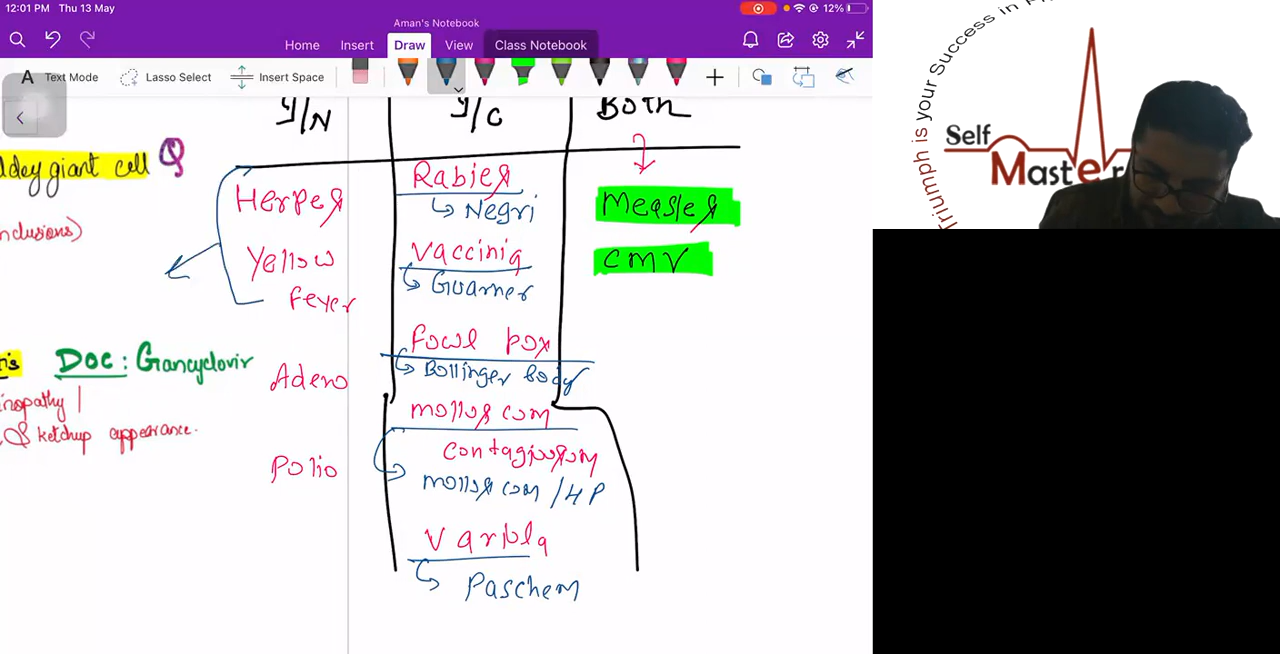 12:01 PM Thu 13 May
12%
Aman's Notebook
Home Insert Draw View Class Notebook
Text Mode Lasso Select Insert Space
I/N I/C Both
giant cell Q
Herpes
Yellow
Fever
Adeno
Polio
Rabies
Negri
Vaccinia
Guarner
Fowl pox
Bollinger body
molluscum
contagiosum
molluscum / HP
Variola
Paschem
Measles
CMV
nclusions)
DOC: Gancyclovir
ketchup appearance.
Triumph is your Success in
Self
Master